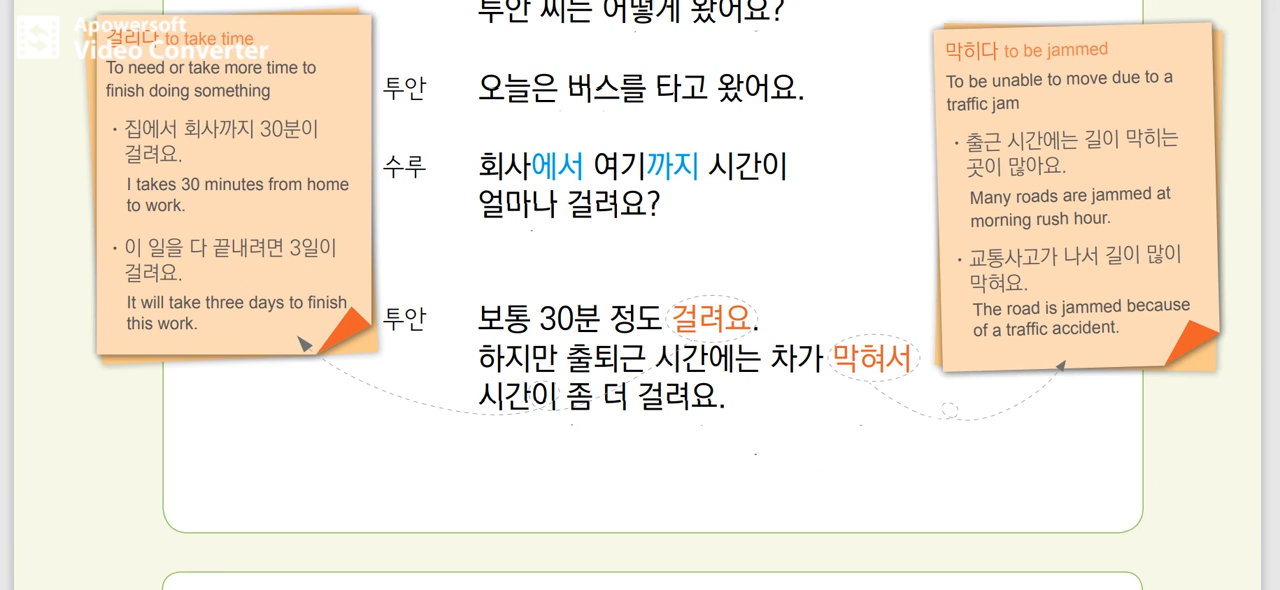 Apowersoft
Video Converter
걸리다 to take time
To need or take more time to
finish doing something
· 집에서 회사까지 30분이
걸려요.
I takes 30 minutes from home
to work.
· 이 일을 다 끝내려면 3일이
걸려요.
It will take three days to finish
this work.
투안 씨는 어떻게 왔어요?
투안 오늘은 버스를 타고 왔어요.
수루 회사에서 여기까지 시간이
얼마나 걸려요?
투안 보통 30분 정도 걸려요.
하지만 출퇴근 시간에는 차가 막혀서
시간이 좀 더 걸려요.
막히다 to be jammed
To be unable to move due to a
traffic jam
· 출근 시간에는 길이 막히는
곳이 많아요.
Many roads are jammed at
morning rush hour.
· 교통사고가 나서 길이 많이
막혀요.
The road is jammed because
of a traffic accident.